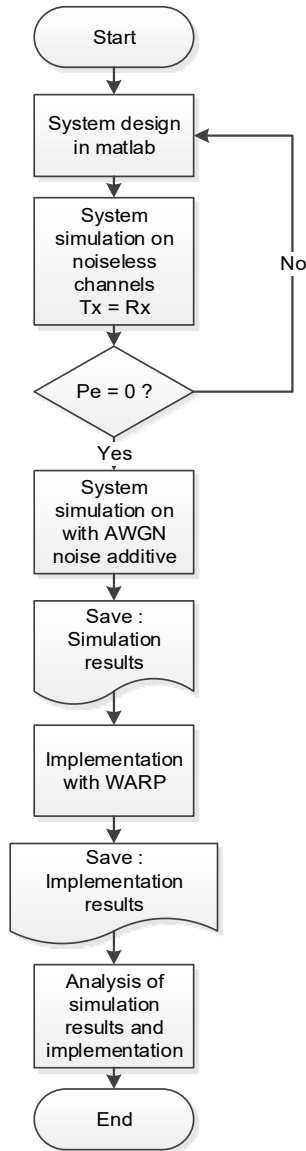 Start
System design
in matlab
System
simulation on
noiseless
channels
Tx = Rx
No
Pe = 0 ?
Yes
System
simulation on
with AWGN
noise additive
Save :
Simulation
results
Implementation
with WARP
Save :
Implementation
results
Analysis of
simulation
results and
implementation
End